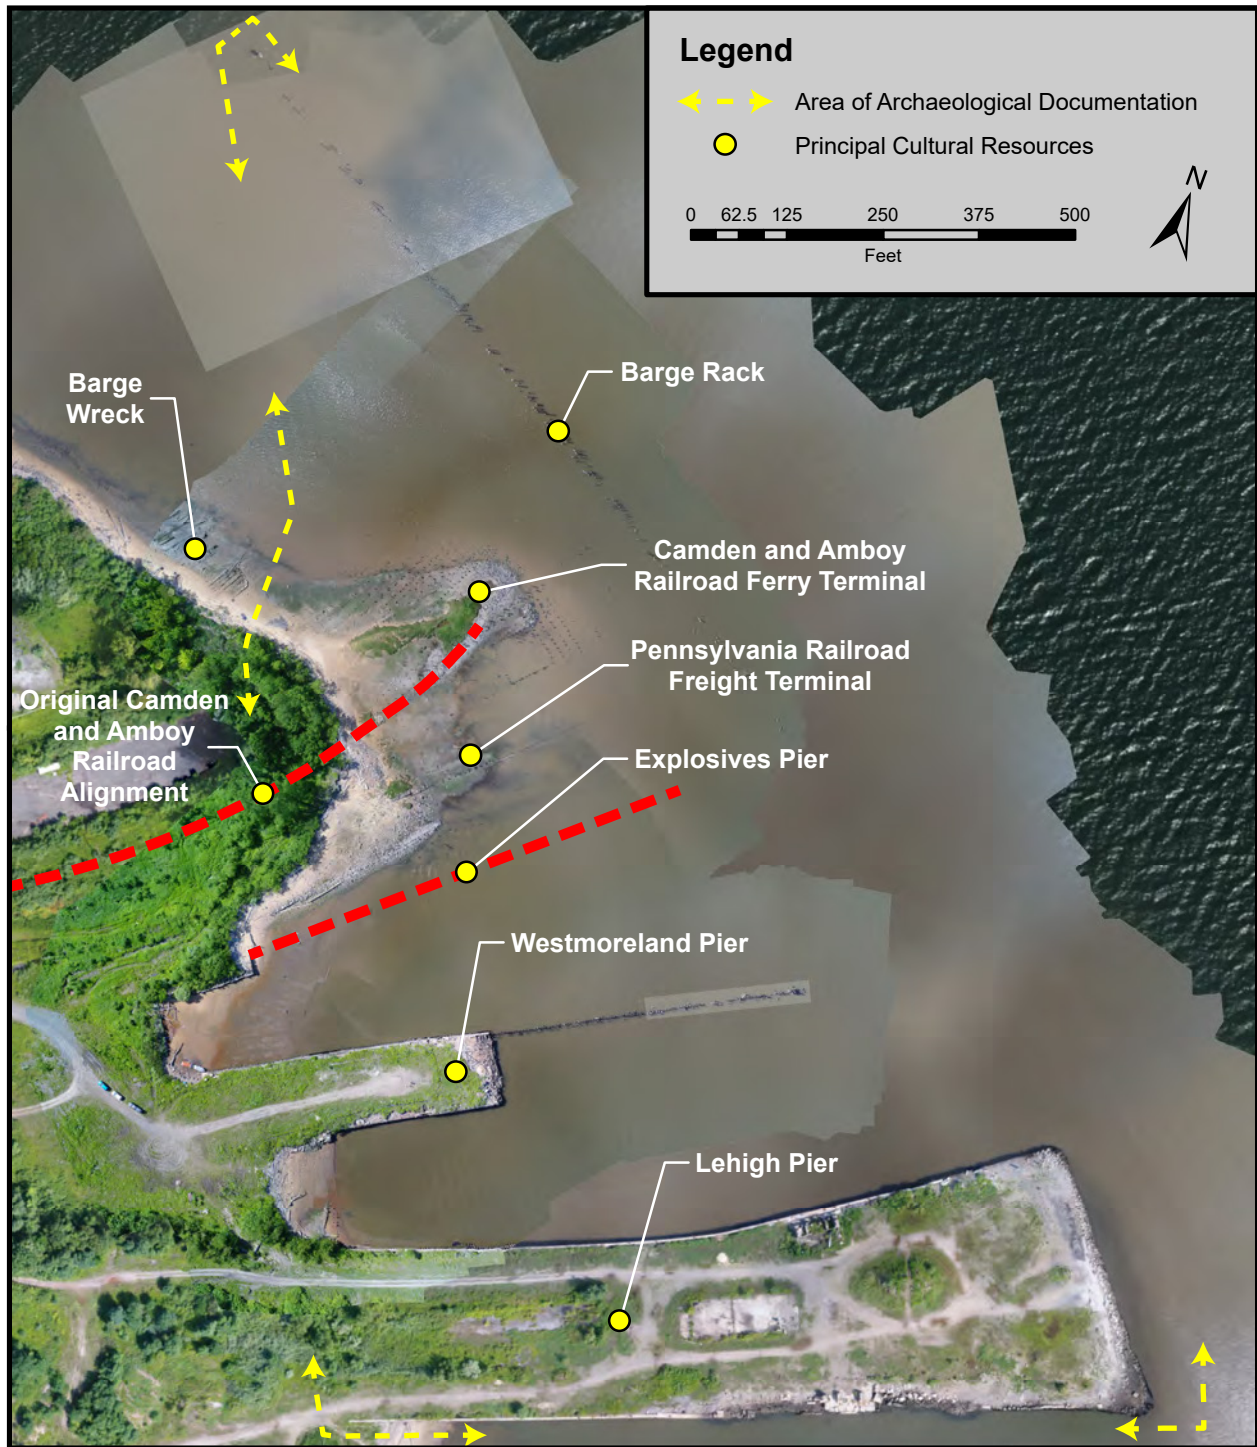 Legend
Area of Archaeological Documentation
Principal Cultural Resources
N
0 62.5 125 250 375 500
Feet
Barge Rack
Barge
Wreck
Camden and Amboy
Railroad Ferry Terminal
Pennsylvania Railroad
Freight Terminal
Original Camden
and Amboy
Railroad
Alignment
Explosives Pier
Westmoreland Pier
Lehigh Pier